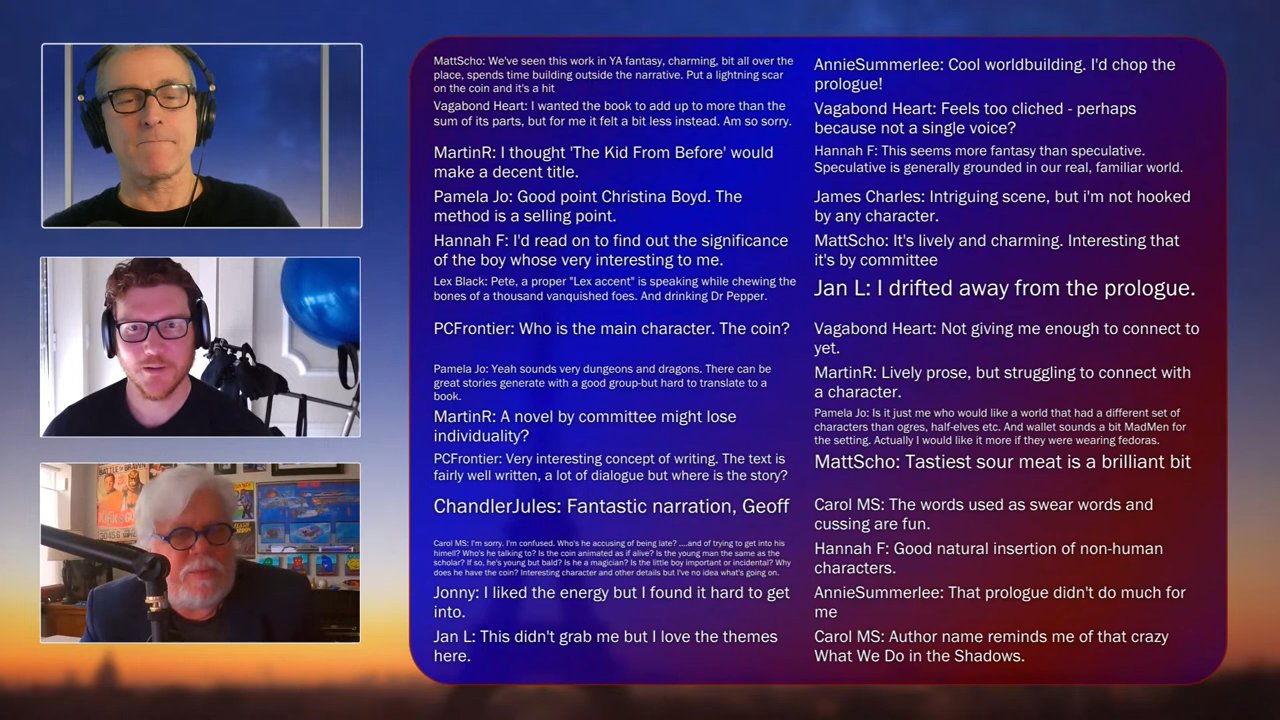 MattScho: We've seen this work in YA fantasy, charming, bit all over the
place, spends time building outside the narrative. Put a lightning scar
on the coin and it's a hit
Vagabond Heart: I wanted the book to add up to more than the
sum of its parts, but for me it felt a bit less instead. Am so sorry.
MartinR: I thought 'The Kid From Before' would
make a decent title.
Pamela Jo: Good point Christina Boyd. The
method is a selling point.
Hannah F: I'd read on to find out the significance
of the boy whose very interesting to me.
Lex Black: Pete, a proper "Lex accent" is speaking while chewing the
bones of a thousand vanquished foes. And drinking Dr Pepper.
PCFrontier: Who is the main character. The coin?
Pamela Jo: Yeah sounds very dungeons and dragons. There can be
great stories generate with a good group-but hard to translate to a
book.
MartinR: A novel by committee might lose
individuality?
PCFrontier: Very interesting concept of writing. The text is
fairly well written, a lot of dialogue but where is the story?
ChandlerJules: Fantastic narration, Geoff
Carol MS: I'm sorry. I'm confused. Who's he accusing of being late? ....and of trying to get into his
himell? Who's he talking to? Is the coin animated as if alive? Is the young man the same as the
scholar? If so, he's young but bald? Is he a magician? Is the little boy important or incidental? Why
does he have the coin? Interesting character and other details but I've no idea what's going on.
Jonny: I liked the energy but I found it hard to get
into.
Jan L: This didn't grab me but I love the themes
here.
AnnieSummerlee: Cool worldbuilding. I'd chop the
prologue!
Vagabond Heart: Feels too cliched - perhaps
because not a single voice?
Hannah F: This seems more fantasy than speculative.
Speculative is generally grounded in our real, familiar world.
James Charles: Intriguing scene, but i'm not hooked
by any character.
MattScho: It's lively and charming. Interesting that
it's by committee
Jan L: I drifted away from the prologue.
Vagabond Heart: Not giving me enough to connect to
yet.
MartinR: Lively prose, but struggling to connect with
a character.
Pamela Jo: Is it just me who would like a world that had a different set of
characters than ogres, half-elves etc. And wallet sounds a bit MadMen for
the setting. Actually I would like it more if they were wearing fedoras.
MattScho: Tastiest sour meat is a brilliant bit
Carol MS: The words used as swear words and
cussing are fun.
Hannah F: Good natural insertion of non-human
characters.
AnnieSummerlee: That prologue didn't do much for
me
Carol MS: Author name reminds me of that crazy
What We Do in the Shadows.